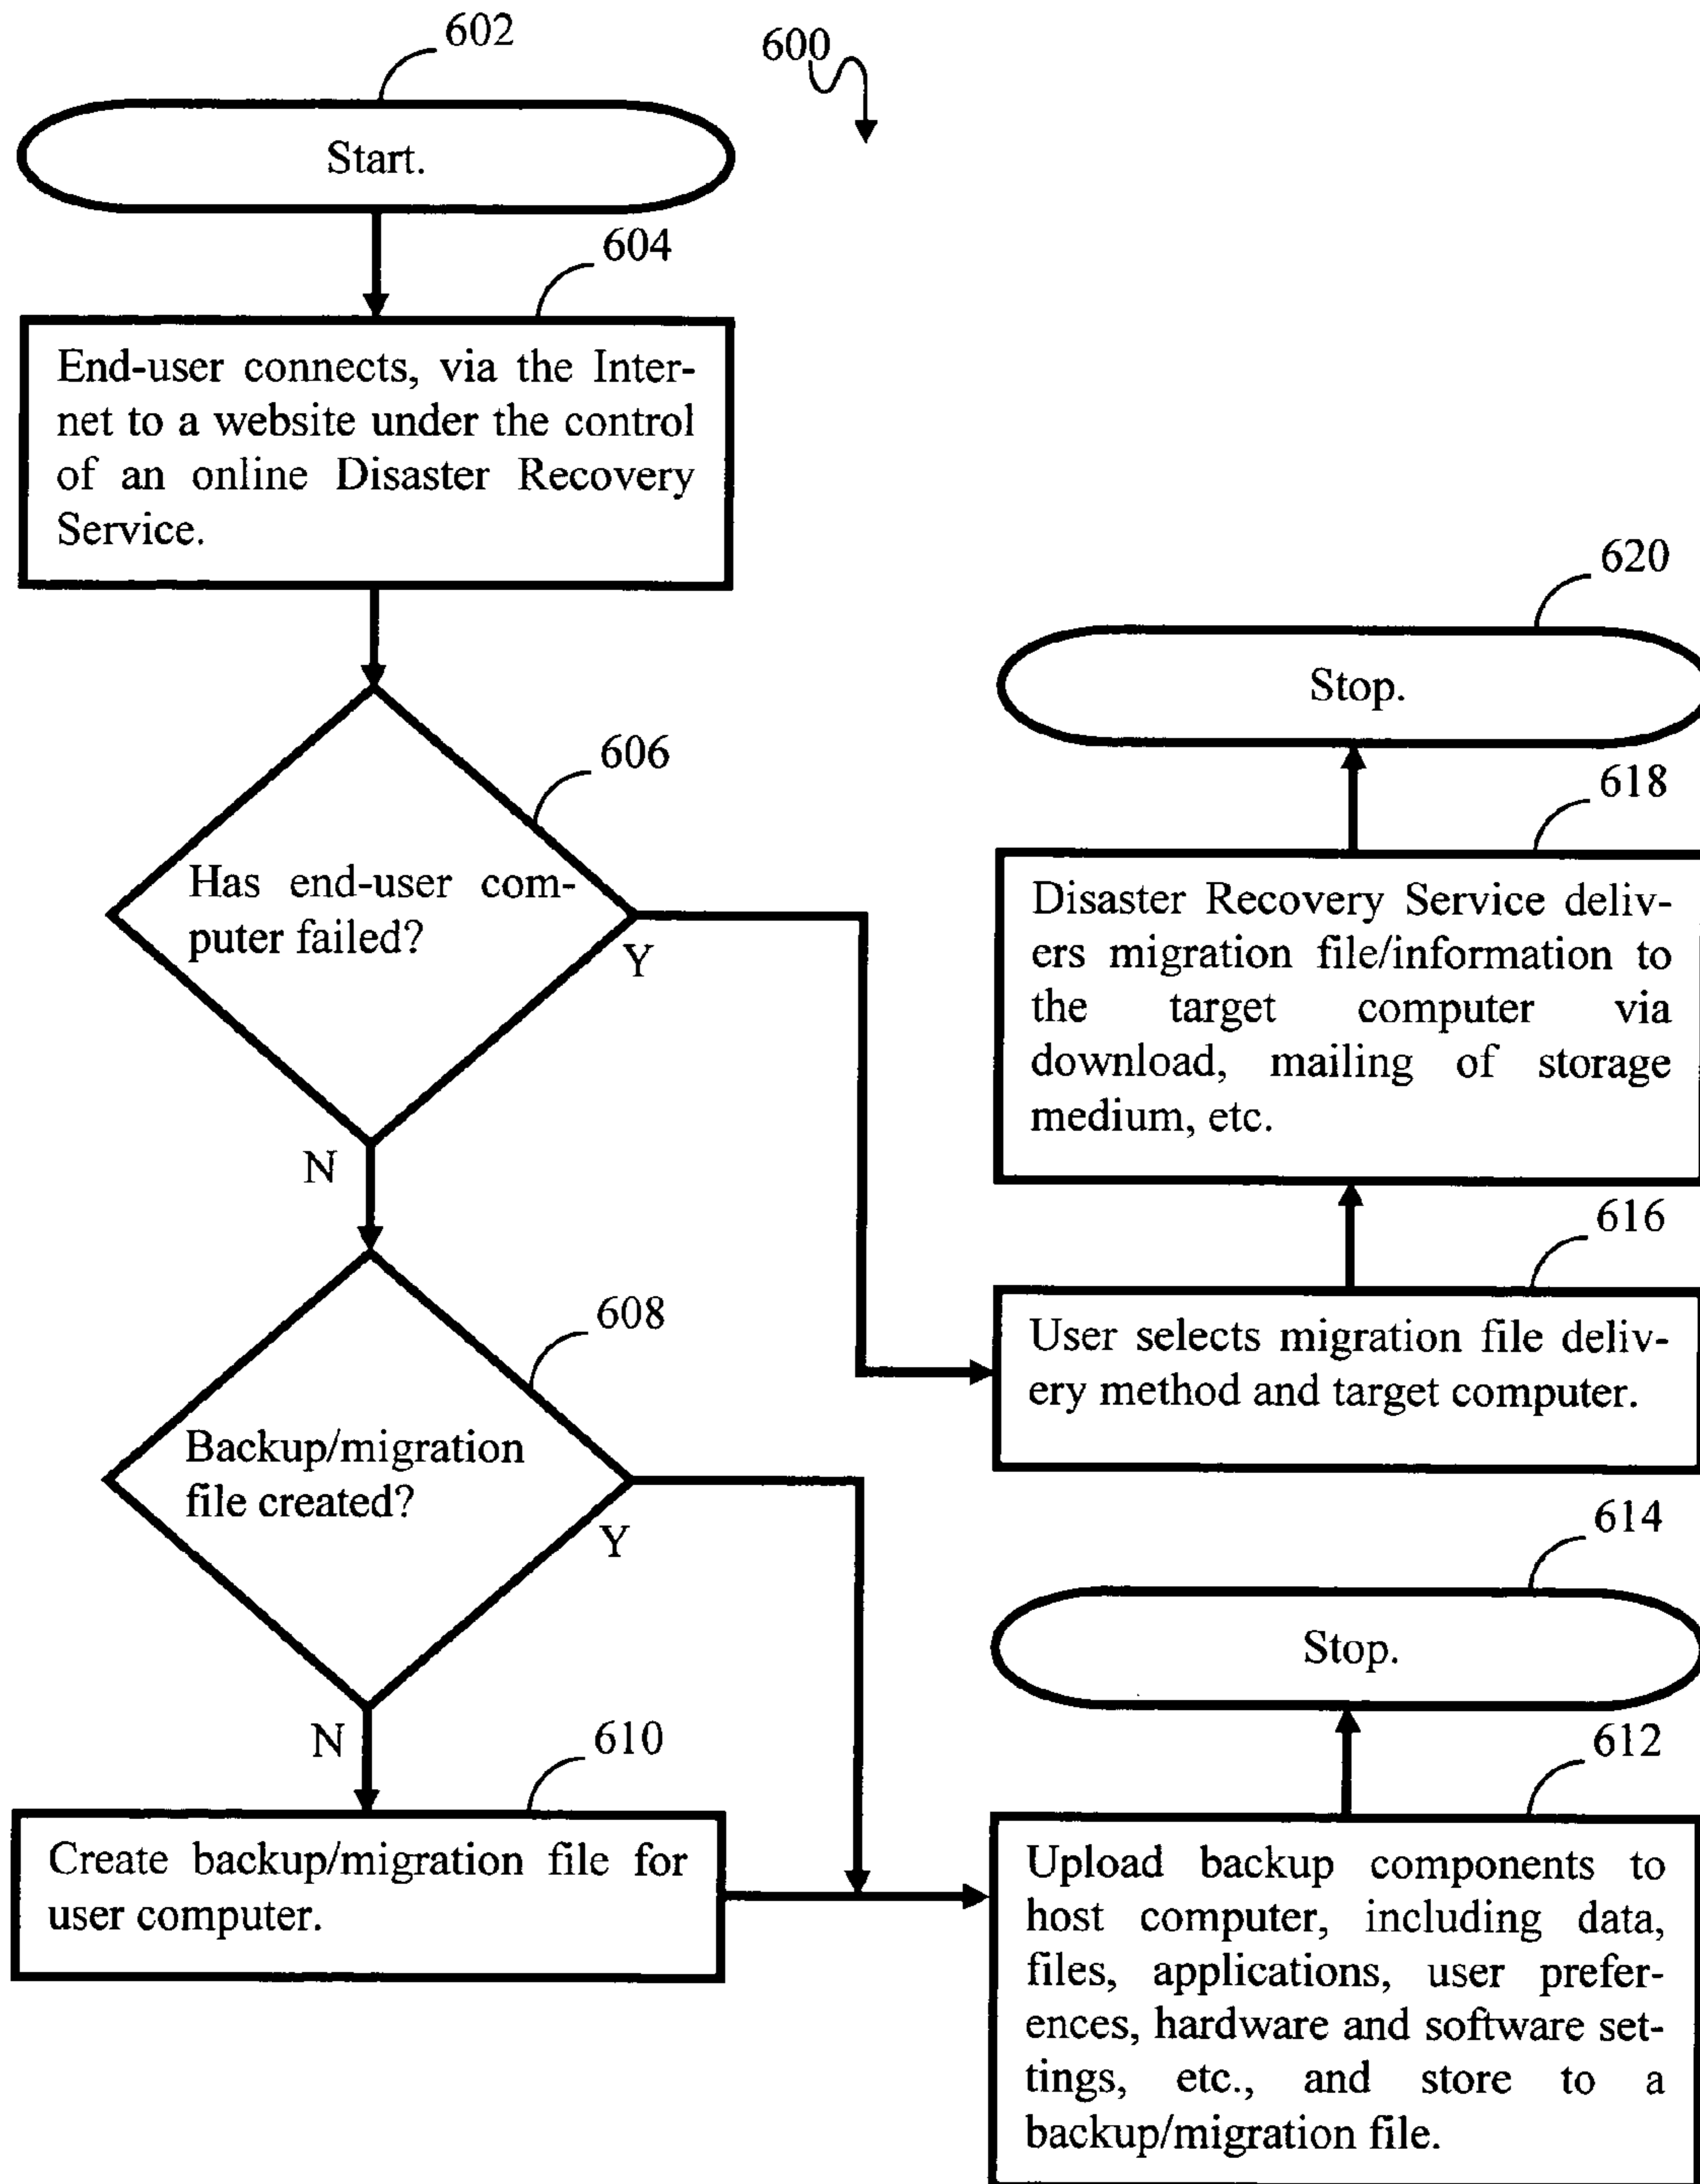 602
600
Start.
604
End-user connects, via the Inter-
net to a website under the control
of an online Disaster Recovery
Service.
606
Has end-user com-
puter failed?
Y
N
608
Backup/migration
file created?
Y
N
610
Create backup/migration file for
user computer.
620
Stop.
618
Disaster Recovery Service deliv-
ers migration file/information to
the target computer via
download, mailing of storage
medium, etc.
616
User selects migration file deliv-
ery method and target computer.
614
Stop.
612
Upload backup components to
host computer, including data,
files, applications, user prefer-
ences, hardware and software set-
tings, etc., and store to a
backup/migration file.